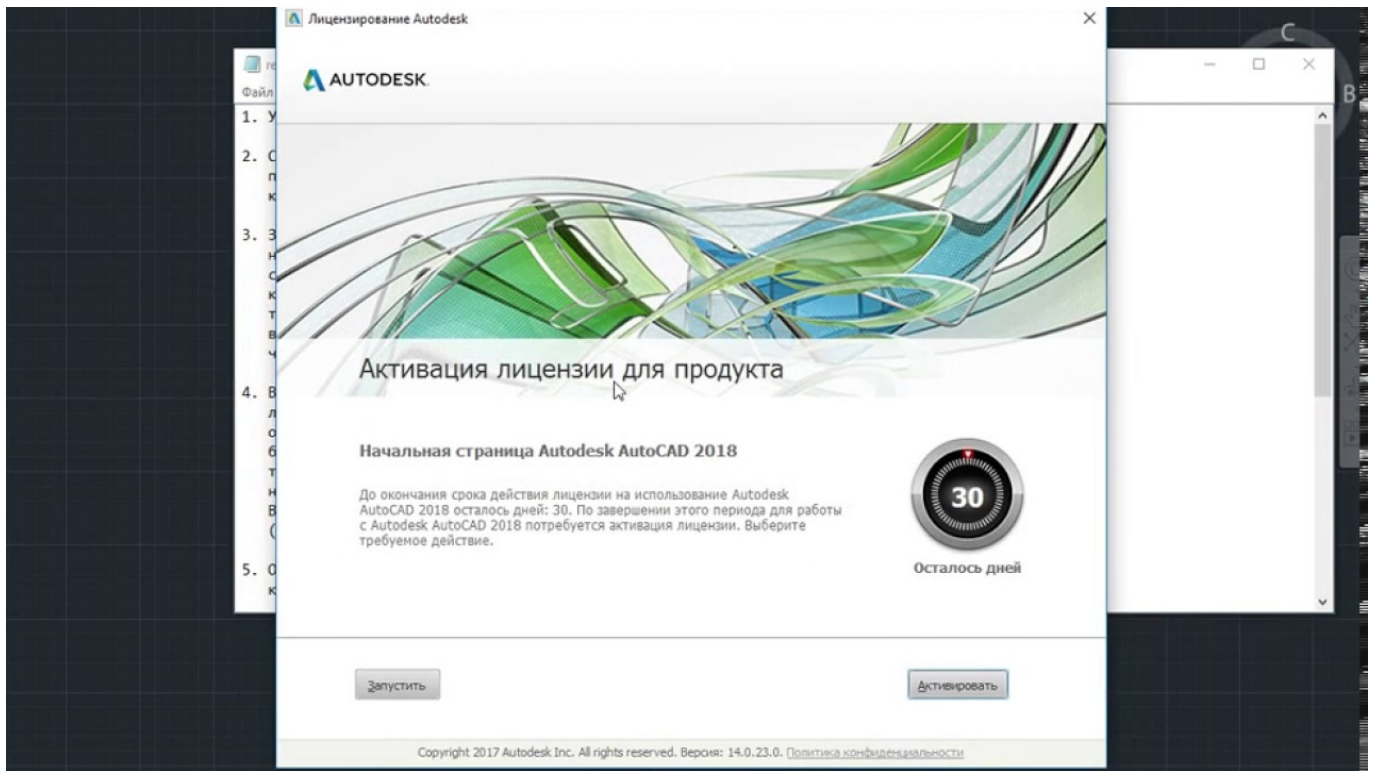 Лицензирование Autodesk
AUTODESK.
C
B
Файл
1. У
2. С
п
к
3. З
н
с
к
т
в
ч
4. В
л
о
б
т
н
В
(
5. О
к
Активация лицензии для продукта
Начальная страница Autodesk AutoCAD 2018
До окончания срока действия лицензии на использование Autodesk
AutoCAD 2018 осталось дней: 30. По завершении этого периода для работы
с Autodesk AutoCAD 2018 потребуется активация лицензии. Выберите
требуемое действие.
30
Осталось дней
Запустить
Активировать
Copyright 2017 Autodesk Inc. All rights reserved. Версия: 14.0.23.0. Политика конфиденциальности